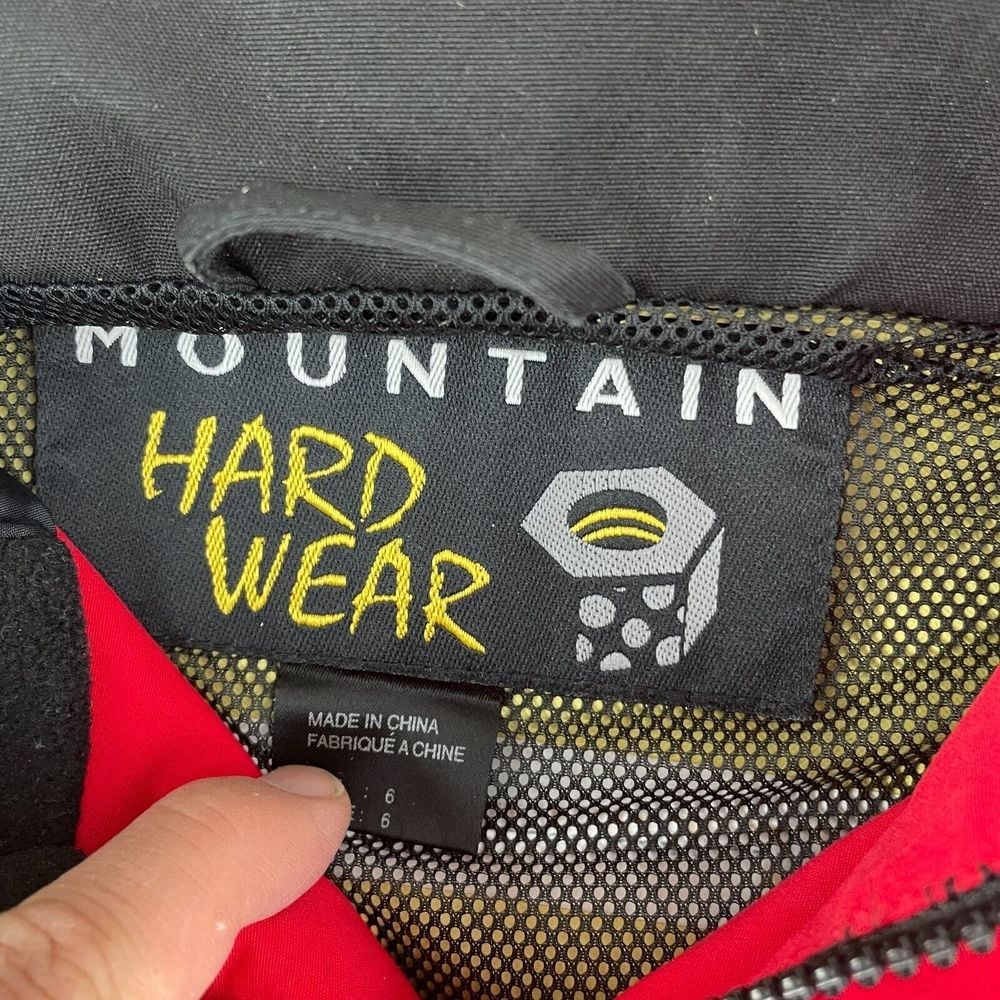 MOUNTAIN
HARD
WEAR
MADE IN CHINA
FABRIQUÉ A CHINE
: 6
: 6